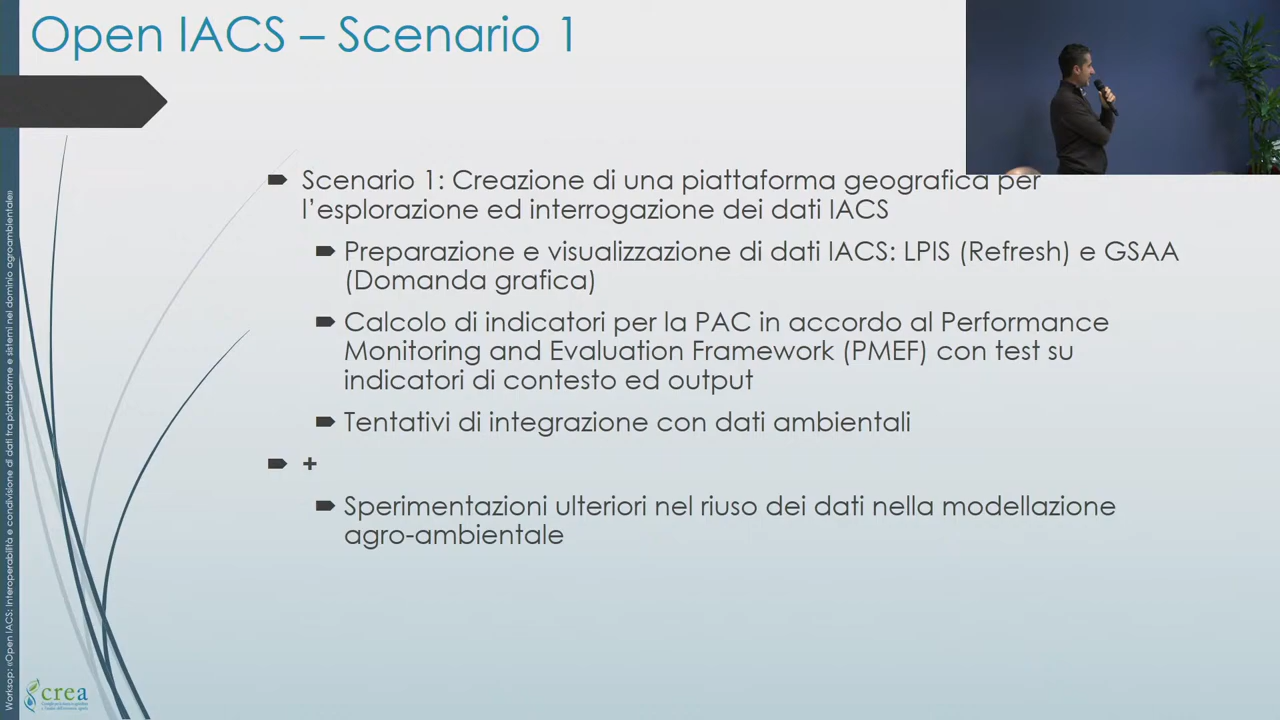 Open IACS – Scenario 1
Scenario 1: Creazione di una piattaforma geografica per
l'esplorazione ed interrogazione dei dati IACS
Preparazione e visualizzazione di dati IACS: LPIS (Refresh) e GSAA
(Domanda grafica)
Calcolo di indicatori per la PAC in accordo al Performance
Monitoring and Evaluation Framework (PMEF) con test su
indicatori di contesto ed output
Tentativi di integrazione con dati ambientali
+
Sperimentazioni ulteriori nel riuso dei dati nella modellazione
agro-ambientale
Worksop: «Open IACS: Interoperabilità e condivisione di dati tra piattaforme e sistemi nel dominio agroambientale»
crea